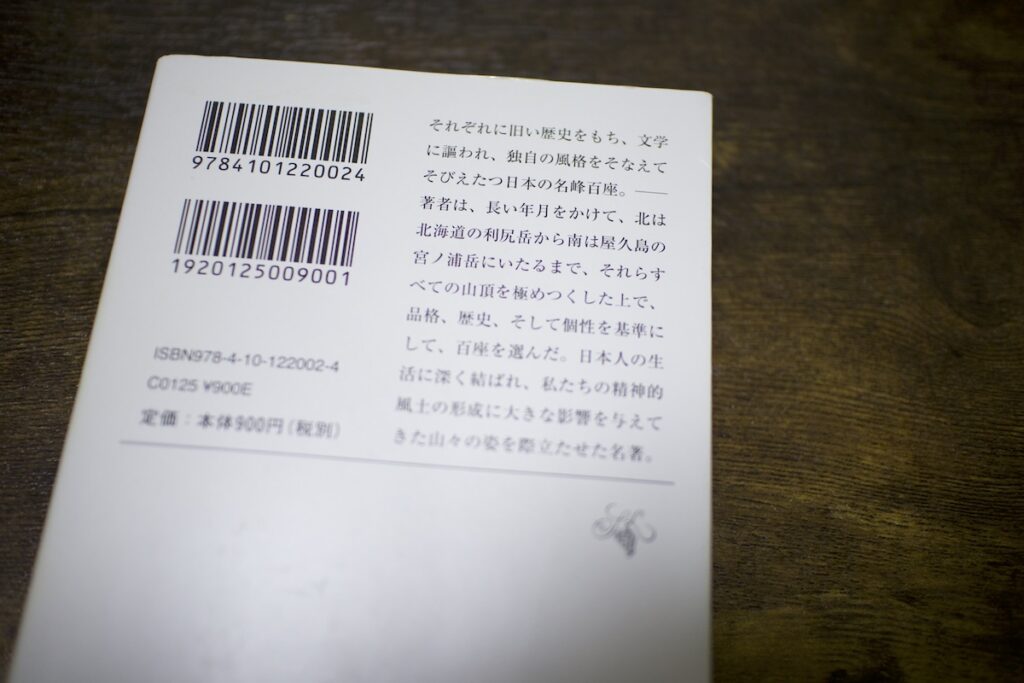 9784101220024
1920125009001
ISBN978-4-10-122002-4
C0125 ¥900E
定価：本体900円(税別)
それぞれに旧い歴史をもち、文学
に謳われ、独自の風格をそなえて
そびえたつ日本の名峰百座。――
著者は、長い年月をかけて、北は
北海道の利尻岳から南は屋久島の
宮ノ浦岳にいたるまで、それらす
べての山頂を極めつくした上で、
品格、歴史、そして個性を基準に
して、百座を選んだ。日本人の生
活に深く結ばれ、私たちの精神的
風土の形成に大きな影響を与えて
きた山々の姿を際立たせた名著。